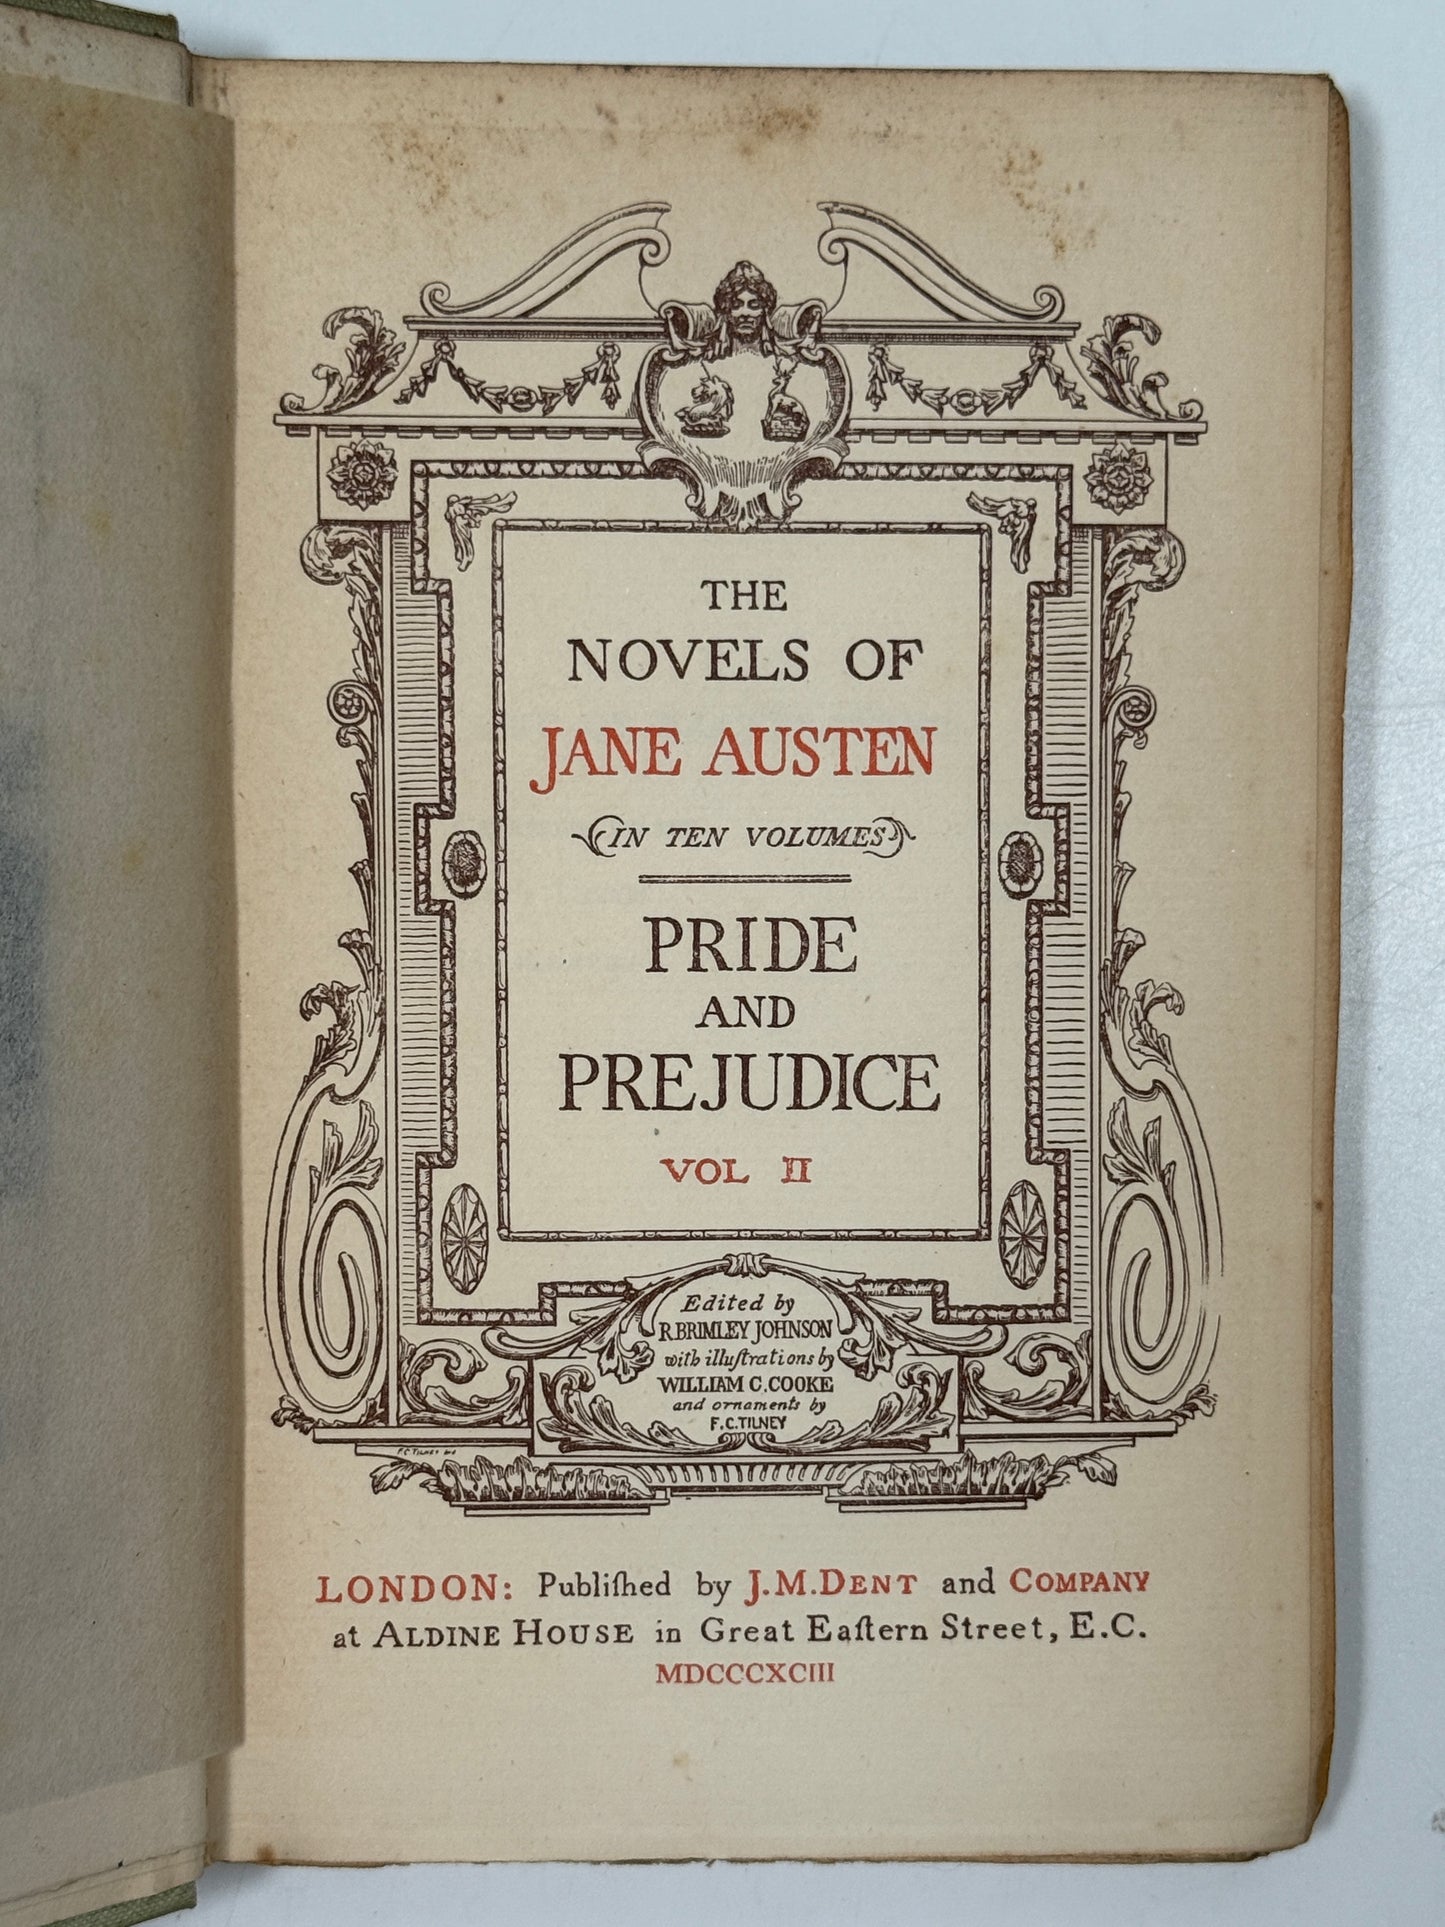 THE
NOVELS OF
JANE AUSTEN
(IN TEN VOLUMES)
PRIDE
AND
PREJUDICE
VOL II
Edited by
R. BRIMLEY JOHNSON
with illuſtrations by
WILLIAM C. COOKE
and ornaments by
F. C. TILNEY
F.C. TILNEY
LONDON: Publiſhed by J. M. DENT and COMPANY
at ALDINE HOUSE in Great Eaſtern Street, E.C.
MDCCCXCIII